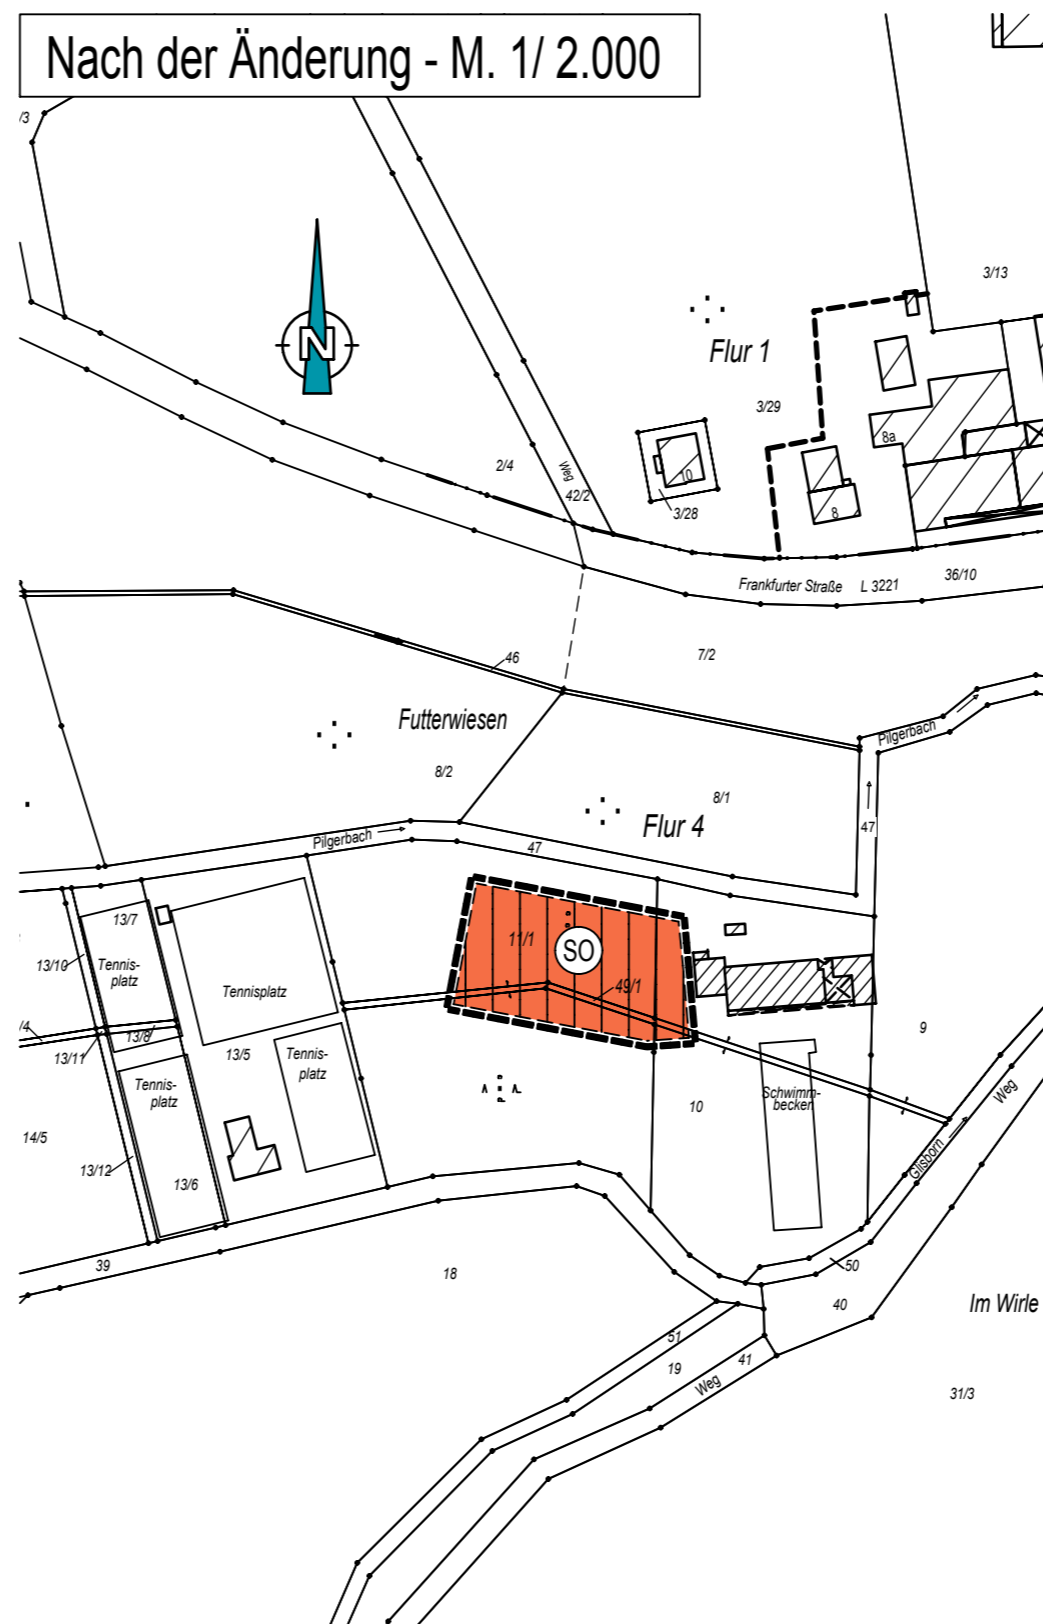 Nach der Änderung - M. 1/ 2.000
/3
3/13
N
Flur 1
3/29
8a
2/4
Weg
42/2
10
3/28
8
Frankfurter Straße
L 3221
36/10
46
7/2
Futterwiesen
Pilgerbach
8/2
8/1
Flur 4
47
Pilgerbach
47
13/7
11/1
SO
13/10
Tennis-
platz
Tennisplatz
49/1
/4
13/11
13/8
13/5
Tennis-
platz
9
Tennis-
platz
Schwimm-
becken
Weg
10
14/5
Glisborn
13/12
13/6
39
18
50
40
Im Wirle
51
19
41
Weg
31/3